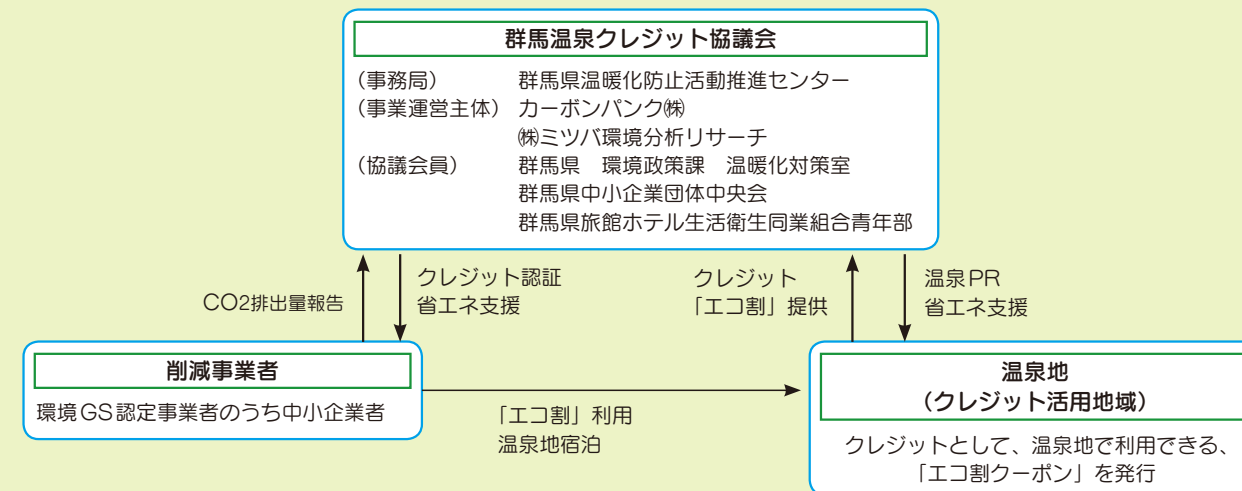 群馬温泉クレジット協議会
（事務局） 群馬県温暖化防止活動推進センター
（事業運営主体） カーボンパンク㈱
㈱ミツバ環境分析リサーチ
（協議会員） 群馬県 環境政策課 温暖化対策室
群馬県中小企業団体中央会
群馬県旅館ホテル生活衛生同業組合青年部
CO2排出量報告
クレジット認証
省エネ支援
クレジット
「エコ割」提供
温泉PR
省エネ支援
削減事業者
環境GS認定事業者のうち中小企業者
「エコ割」利用
温泉地宿泊
温泉地
（クレジット活用地域）
クレジットとして、温泉地で利用できる、
「エコ割クーポン」を発行